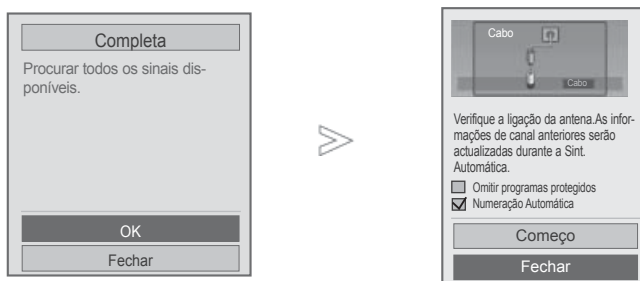 Completa
Procurar todos os sinais dis-
poníveis.
OK
Fechar
Cabo
Cabo
Verifique a ligação da antena.As infor-
mações de canal anteriores serão
actualizadas durante a Sint.
Automática.
Omitir programas protegidos
Numeração Automática
Começo
Fechar